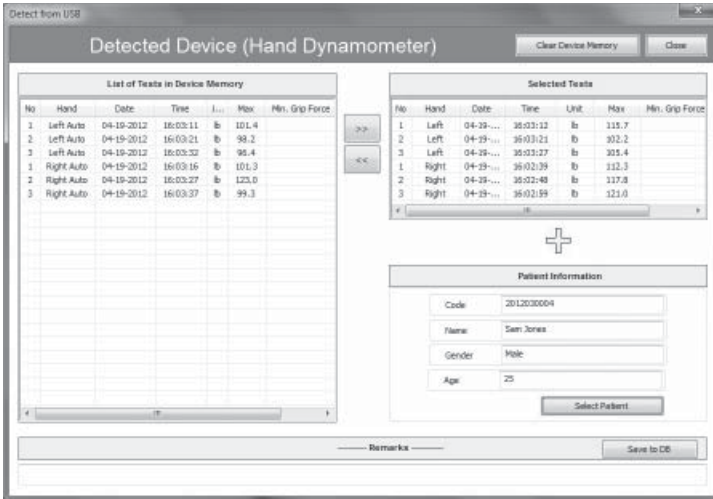 Detect from USB
Detected Device (Hand Dynamometer)
Clear Device Memory
Close
List of Tests in Device Memory
No Hand Date Time I... Max Min. Grip Force
1 Left Auto 04-19-2012 16:03:11 lb 101.4
2 Left Auto 04-19-2012 16:03:21 lb 98.2
3 Left Auto 04-19-2012 16:03:32 lb 96.4
1 Right Auto 04-19-2012 16:03:16 lb 101.3
2 Right Auto 04-19-2012 16:03:27 lb 123.0
3 Right Auto 04-19-2012 16:03:37 lb 99.3
>>
<<
Selected Tests
No Hand Date Time Unit Max Min. Grip Force
1 Left 04-19-... 16:03:12 lb 115.7
2 Left 04-19-... 16:03:21 lb 102.2
3 Left 04-19-... 16:03:27 lb 105.4
1 Right 04-19-... 16:02:39 lb 112.3
2 Right 04-19-... 16:02:48 lb 117.8
3 Right 04-19-... 16:02:59 lb 121.0
Patient Information
Code 2012030004
Name Sam Jones
Gender Male
Age 25
Select Patient
-------- Remarks --------
Save to DB